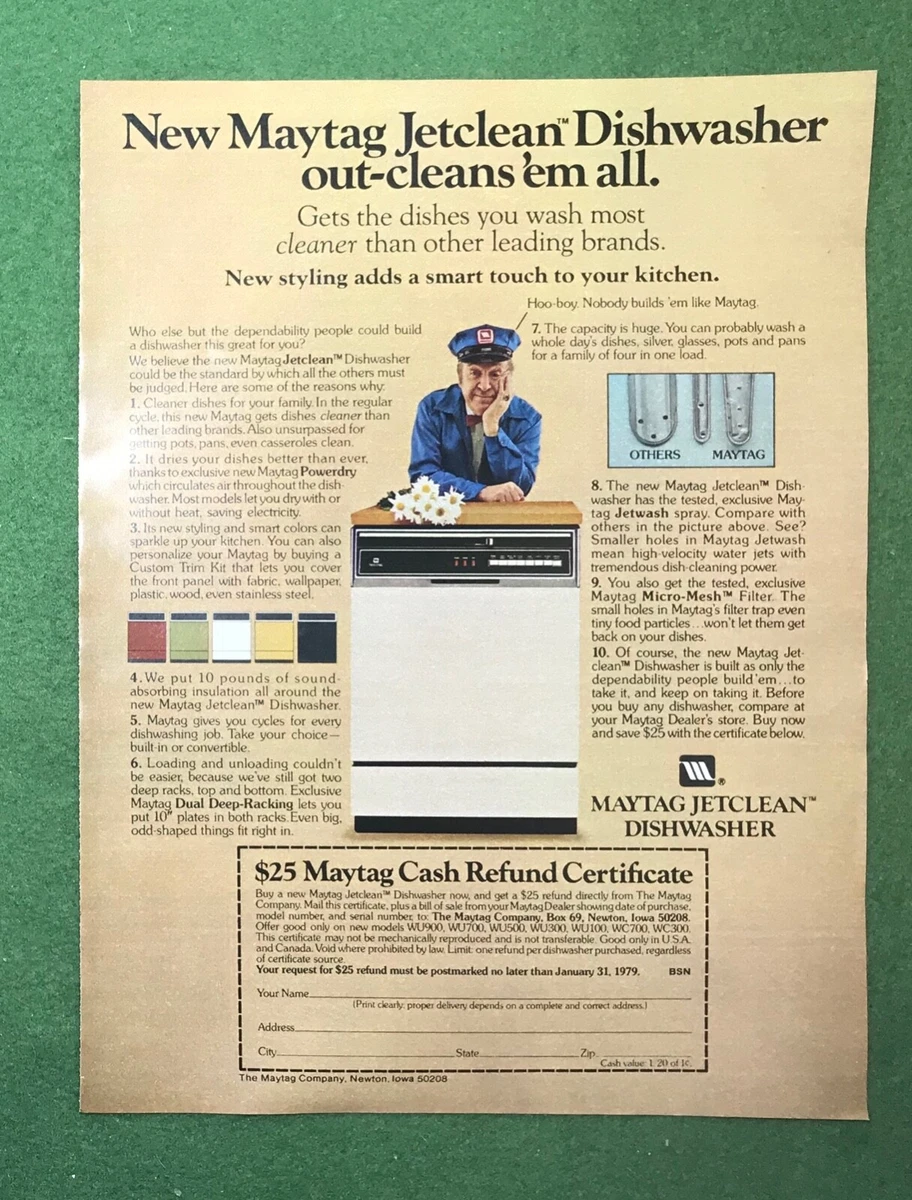 New Maytag Jetclean™ Dishwasher
out-cleans 'em all.
Gets the dishes you wash most
cleaner than other leading brands.
New styling adds a smart touch to your kitchen.
Hoo-boy. Nobody builds 'em like Maytag.
Who else but the dependability people could build
a dishwasher this great for you?
We believe the new Maytag Jetclean™ Dishwasher
could be the standard by which all the others must
be judged. Here are some of the reasons why:
1. Cleaner dishes for your family. In the regular
cycle, this new Maytag gets dishes cleaner than
other leading brands. Also unsurpassed for
getting pots, pans, even casseroles clean.
2. It dries your dishes better than ever,
thanks to exclusive new Maytag Powerdry
which circulates air throughout the dish-
washer. Most models let you dry with or
without heat, saving electricity.
3. Its new styling and smart colors can
sparkle up your kitchen. You can also
personalize your Maytag by buying a
Custom Trim Kit that lets you cover
the front panel with fabric, wallpaper,
plastic, wood, even stainless steel.
4. We put 10 pounds of sound-
absorbing insulation all around the
new Maytag Jetclean™ Dishwasher.
5. Maytag gives you cycles for every
dishwashing job. Take your choice—
built-in or convertible.
6. Loading and unloading couldn't
be easier, because we've still got two
deep racks, top and bottom. Exclusive
Maytag Dual Deep-Racking lets you
put 10" plates in both racks. Even big,
odd-shaped things fit right in.
7. The capacity is huge. You can probably wash a
whole day's dishes, silver, glasses, pots and pans
for a family of four in one load.
OTHERS MAYTAG
8. The new Maytag Jetclean™ Dish-
washer has the tested, exclusive May-
tag Jetwash spray. Compare with
others in the picture above. See?
Smaller holes in Maytag Jetwash
mean high-velocity water jets with
tremendous dish-cleaning power.
9. You also get the tested, exclusive
Maytag Micro-Mesh™ Filter. The
small holes in Maytag's filter trap even
tiny food particles...won't let them get
back on your dishes.
10. Of course, the new Maytag Jet-
clean™ Dishwasher is built as only the
dependability people build 'em...to
take it, and keep on taking it. Before
you buy any dishwasher, compare at
your Maytag Dealer's store. Buy now
and save $25 with the certificate below.
®
MAYTAG JETCLEAN™
DISHWASHER
$25 Maytag Cash Refund Certificate
Buy a new Maytag Jetclean™ Dishwasher now, and get a $25 refund directly from The Maytag
Company. Mail this certificate, plus a bill of sale from your Maytag Dealer showing date of purchase,
model number, and serial number, to: The Maytag Company, Box 69, Newton, Iowa 50208.
Offer good only on new models WU900, WU700, WU500, WU300, WU100, WC700, WC300.
This certificate may not be mechanically reproduced and is not transferable. Good only in U.S.A.
and Canada. Void where prohibited by law. Limit: one refund per dishwasher purchased, regardless
of certificate source.
Your request for $25 refund must be postmarked no later than January 31, 1979. BSN
Your Name
(Print clearly: proper delivery depends on a complete and correct address.)
Address
City State Zip
Cash value: 1/20 of 1¢.
The Maytag Company, Newton, Iowa 50208